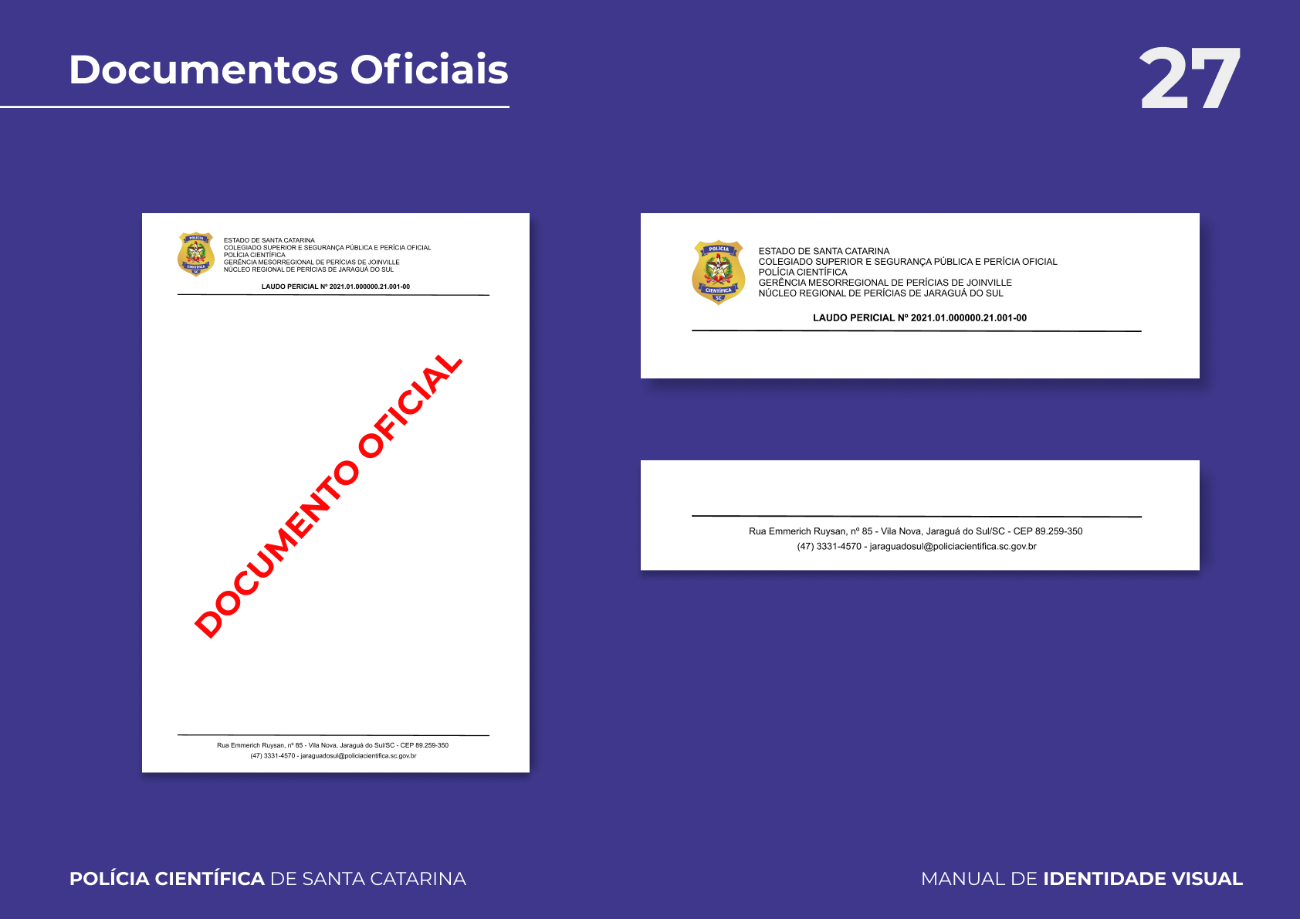 Documentos Oficiais
27
POLÍCIA
CIENTÍFICA
SC
ESTADO DE SANTA CATARINA
COLEGIADO SUPERIOR E SEGURANÇA PÚBLICA E PERÍCIA OFICIAL
POLÍCIA CIENTÍFICA
GERÊNCIA MESORREGIONAL DE PERÍCIAS DE JOINVILLE
NÚCLEO REGIONAL DE PERÍCIAS DE JARAGUÁ DO SUL
LAUDO PERICIAL Nº 2021.01.000000.21.001-00
DOCUMENTO OFICIAL
Rua Emmerich Ruysan, nº 85 - Vila Nova, Jaraguá do Sul/SC - CEP 89.259-350
(47) 3331-4570 - jaraguadosul@policiacientifica.sc.gov.br
POLÍCIA
CIENTÍFICA
SC
ESTADO DE SANTA CATARINA
COLEGIADO SUPERIOR E SEGURANÇA PÚBLICA E PERÍCIA OFICIAL
POLÍCIA CIENTÍFICA
GERÊNCIA MESORREGIONAL DE PERÍCIAS DE JOINVILLE
NÚCLEO REGIONAL DE PERÍCIAS DE JARAGUÁ DO SUL
LAUDO PERICIAL Nº 2021.01.000000.21.001-00
Rua Emmerich Ruysan, nº 85 - Vila Nova, Jaraguá do Sul/SC - CEP 89.259-350
(47) 3331-4570 - jaraguadosul@policiacientifica.sc.gov.br
POLÍCIA CIENTÍFICA DE SANTA CATARINA
MANUAL DE IDENTIDADE VISUAL